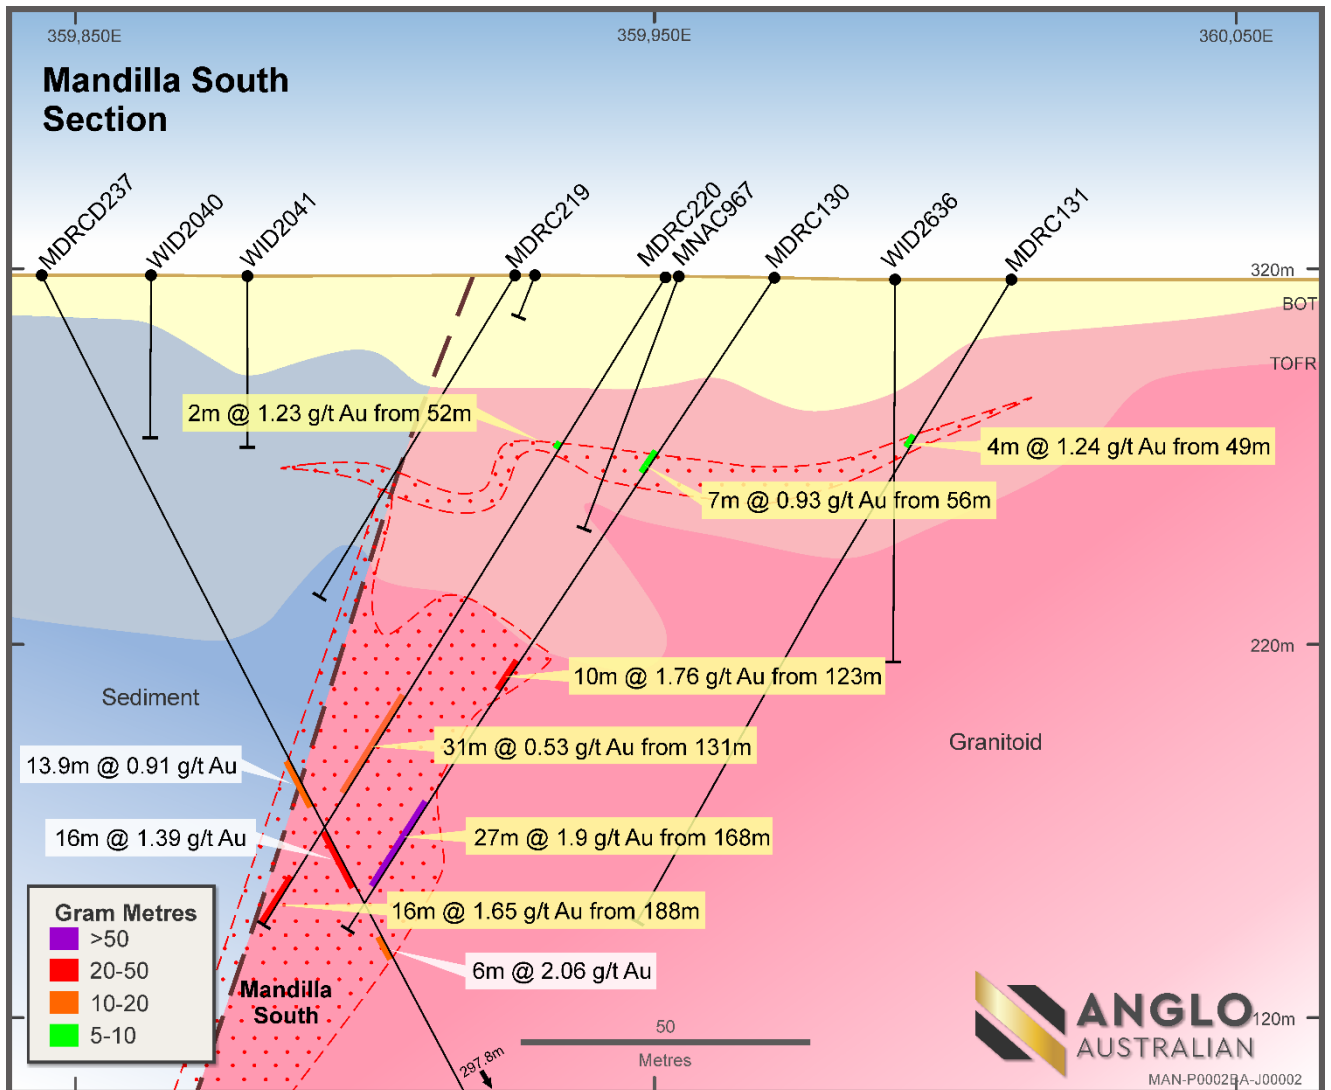 359,850E
359,950E
360,050E
Mandilla South
Section
MDRCD237
WID2040
WID2041
MDRC219
MDRC220
MNAC967
MDRC130
WID2636
MDRC131
320m
BOT
TOFR
2m @ 1.23 g/t Au from 52m
4m @ 1.24 g/t Au from 49m
7m @ 0.93 g/t Au from 56m
220m
10m @ 1.76 g/t Au from 123m
Sediment
31m @ 0.53 g/t Au from 131m
Granitoid
13.9m @ 0.91 g/t Au
16m @ 1.39 g/t Au
27m @ 1.9 g/t Au from 168m
16m @ 1.65 g/t Au from 188m
6m @ 2.06 g/t Au
Gram Metres
>50
20-50
10-20
5-10
Mandilla
South
50
Metres
297.8m
ANGLO
AUSTRALIAN
120m
MAN-P0002BA-J00002